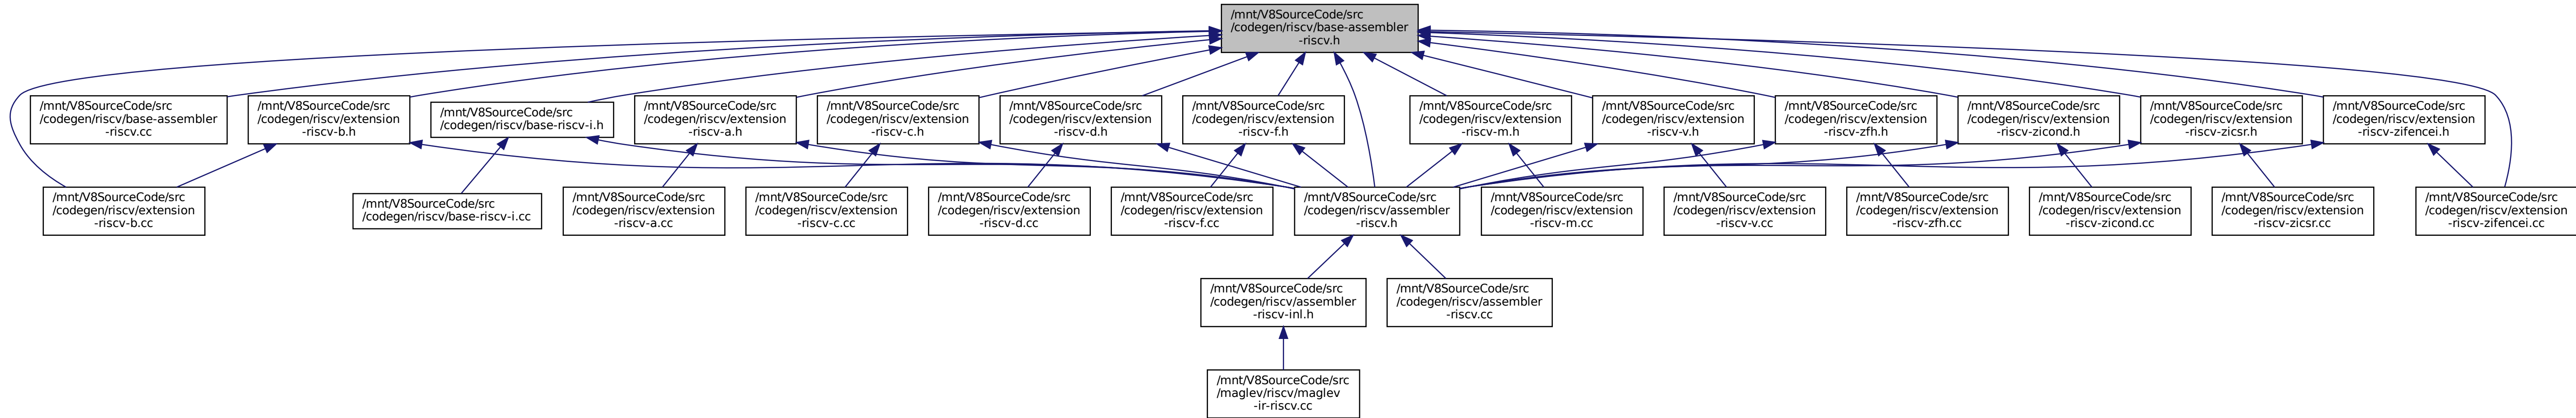 /mnt/V8SourceCode/src
/codegen/riscv/base-assembler
-riscv.h
/mnt/V8SourceCode/src
/codegen/riscv/base-assembler
-riscv.cc
/mnt/V8SourceCode/src
/codegen/riscv/extension
-riscv-b.h
/mnt/V8SourceCode/src
/codegen/riscv/base-riscv-i.h
/mnt/V8SourceCode/src
/codegen/riscv/extension
-riscv-a.h
/mnt/V8SourceCode/src
/codegen/riscv/extension
-riscv-c.h
/mnt/V8SourceCode/src
/codegen/riscv/extension
-riscv-d.h
/mnt/V8SourceCode/src
/codegen/riscv/extension
-riscv-f.h
/mnt/V8SourceCode/src
/codegen/riscv/extension
-riscv-m.h
/mnt/V8SourceCode/src
/codegen/riscv/extension
-riscv-v.h
/mnt/V8SourceCode/src
/codegen/riscv/extension
-riscv-zfh.h
/mnt/V8SourceCode/src
/codegen/riscv/extension
-riscv-zicond.h
/mnt/V8SourceCode/src
/codegen/riscv/extension
-riscv-zicsr.h
/mnt/V8SourceCode/src
/codegen/riscv/extension
-riscv-zifencei.h
/mnt/V8SourceCode/src
/codegen/riscv/extension
-riscv-b.cc
/mnt/V8SourceCode/src
/codegen/riscv/base-riscv-i.cc
/mnt/V8SourceCode/src
/codegen/riscv/extension
-riscv-a.cc
/mnt/V8SourceCode/src
/codegen/riscv/extension
-riscv-c.cc
/mnt/V8SourceCode/src
/codegen/riscv/extension
-riscv-d.cc
/mnt/V8SourceCode/src
/codegen/riscv/extension
-riscv-f.cc
/mnt/V8SourceCode/src
/codegen/riscv/assembler
-riscv.h
/mnt/V8SourceCode/src
/codegen/riscv/extension
-riscv-m.cc
/mnt/V8SourceCode/src
/codegen/riscv/extension
-riscv-v.cc
/mnt/V8SourceCode/src
/codegen/riscv/extension
-riscv-zfh.cc
/mnt/V8SourceCode/src
/codegen/riscv/extension
-riscv-zicond.cc
/mnt/V8SourceCode/src
/codegen/riscv/extension
-riscv-zicsr.cc
/mnt/V8SourceCode/src
/codegen/riscv/extension
-riscv-zifencei.cc
/mnt/V8SourceCode/src
/codegen/riscv/assembler
-riscv-inl.h
/mnt/V8SourceCode/src
/codegen/riscv/assembler
-riscv.cc
/mnt/V8SourceCode/src
/maglev/riscv/maglev
-ir-riscv.cc